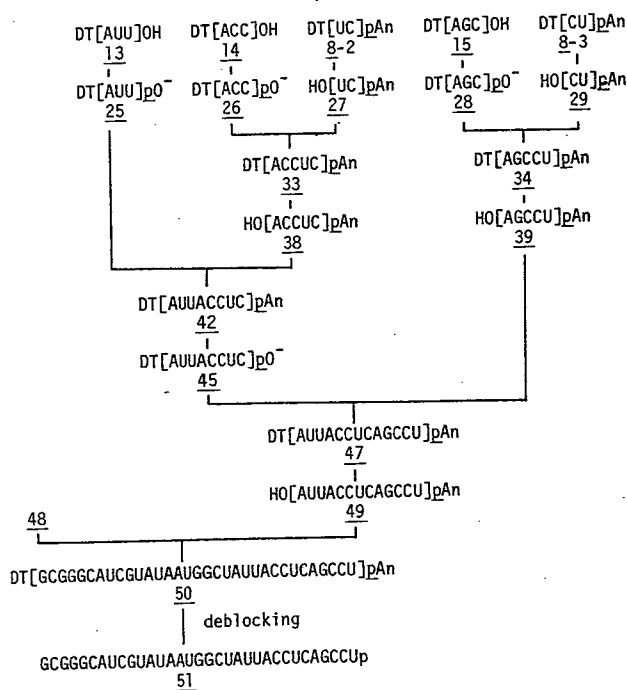 DT[AUU]OH DT[ACC]OH DT[UC]pAn DT[AGC]OH DT[CU]pAn
13 14 8-2 15 8-3
DT[AUU]pO⁻ DT[ACC]pO⁻ HO[UC]pAn DT[AGC]pO⁻ HO[CU]pAn
25 26 27 28 29
DT[ACCUC]pAn DT[AGCCU]pAn
33 34
HO[ACCUC]pAn HO[AGCCU]pAn
38 39
DT[AUUACCUC]pAn
42
DT[AUUACCUC]pO⁻
45
DT[AUUACCUCAGCCU]pAn
47
HO[AUUACCUCAGCCU]pAn
48 49
DT[GCGGGCAUCGUAUAAUGGCUAUUACCUCAGCCU]pAn
50
deblocking
GCGGGCAUCGUAUAAUGGCUAUUACCUCAGCCUp
51